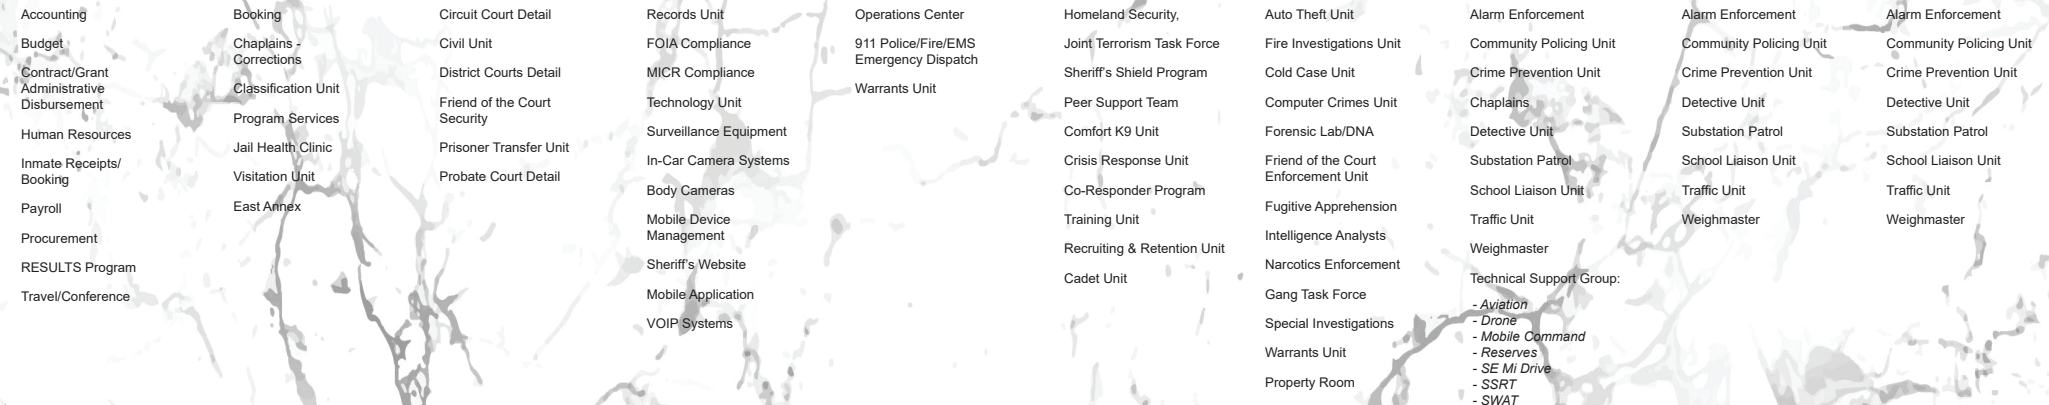 Accounting
Budget
Contract/Grant
Administrative
Disbursement
Human Resources
Inmate Receipts/
Booking
Payroll
Procurement
RESULTS Program
Travel/Conference
Booking
Chaplains -
Corrections
Classification Unit
Program Services
Jail Health Clinic
Visitation Unit
East Annex
Circuit Court Detail
Civil Unit
District Courts Detail
Friend of the Court
Security
Prisoner Transfer Unit
Probate Court Detail
Records Unit
FOIA Compliance
MICR Compliance
Technology Unit
Surveillance Equipment
In-Car Camera Systems
Body Cameras
Mobile Device
Management
Sheriff's Website
Mobile Application
VOIP Systems
Operations Center
911 Police/Fire/EMS
Emergency Dispatch
Warrants Unit
Homeland Security,
Joint Terrorism Task Force
Sheriff's Shield Program
Peer Support Team
Comfort K9 Unit
Crisis Response Unit
Co-Responder Program
Training Unit
Recruiting & Retention Unit
Cadet Unit
Auto Theft Unit
Fire Investigations Unit
Cold Case Unit
Computer Crimes Unit
Forensic Lab/DNA
Friend of the Court
Enforcement Unit
Fugitive Apprehension
Intelligence Analysts
Narcotics Enforcement
Gang Task Force
Special Investigations
Warrants Unit
Property Room
Alarm Enforcement
Community Policing Unit
Crime Prevention Unit
Chaplains
Detective Unit
Substation Patrol
School Liaison Unit
Traffic Unit
Weighmaster
Technical Support Group:
- Aviation
- Drone
- Mobile Command
- Reserves
- SE Mi Drive
- SSRT
- SWAT
Alarm Enforcement
Community Policing Unit
Crime Prevention Unit
Detective Unit
Substation Patrol
School Liaison Unit
Traffic Unit
Weighmaster
Alarm Enforcement
Community Policing Unit
Crime Prevention Unit
Detective Unit
Substation Patrol
School Liaison Unit
Traffic Unit
Weighmaster